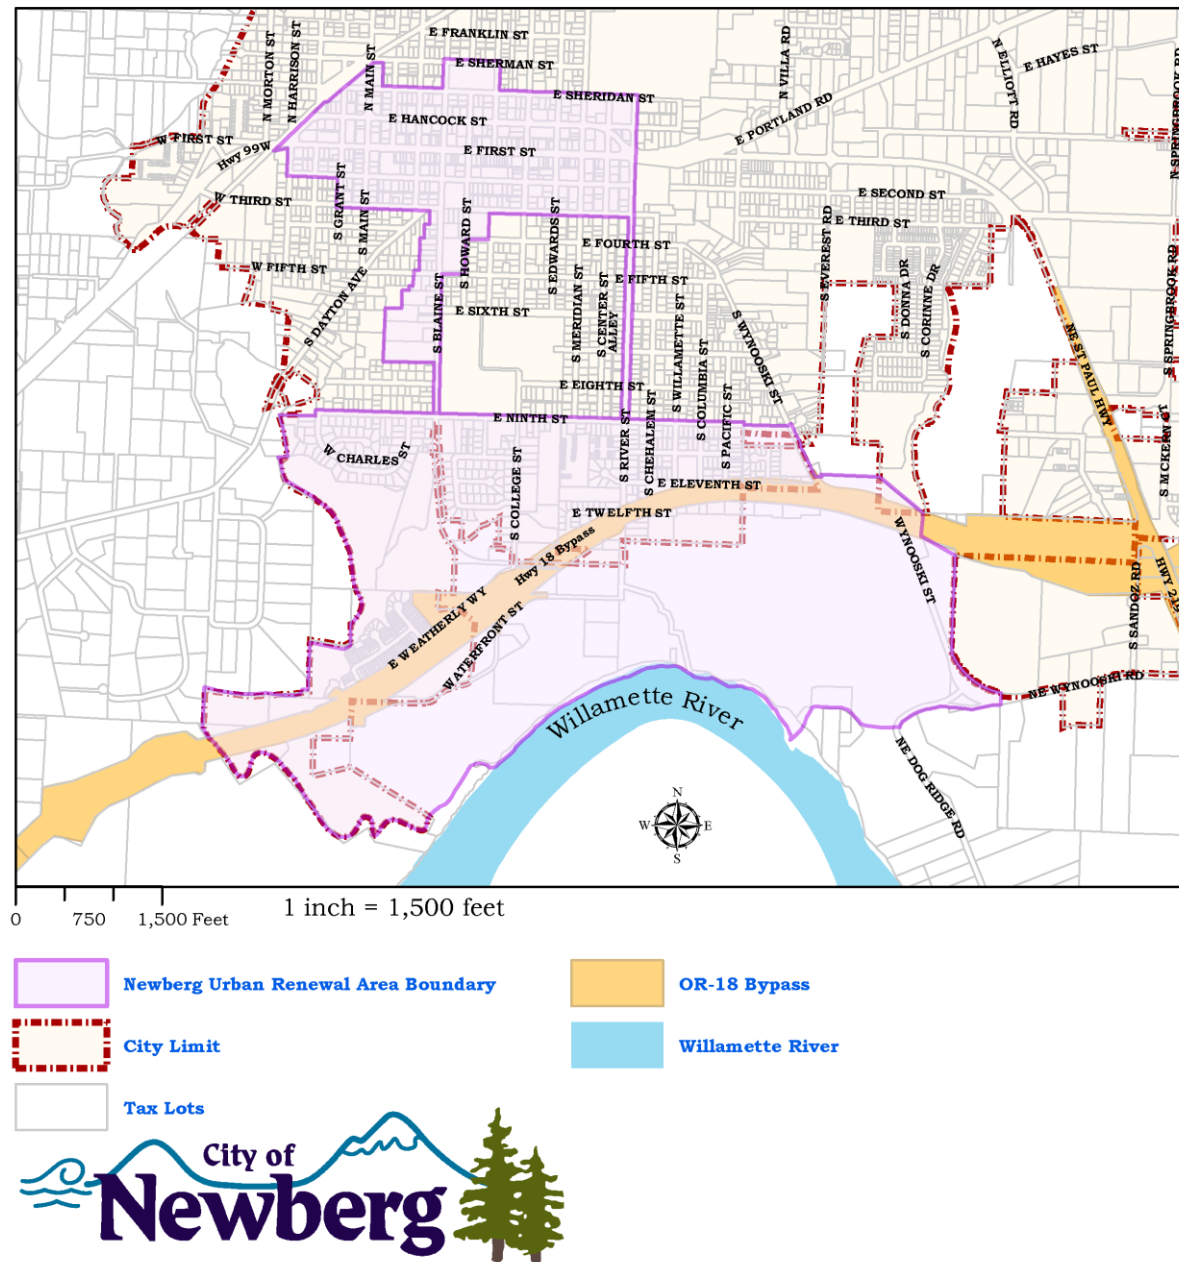 E FRANKLIN ST
N MORTON ST
N HARRISON ST
N MAIN ST
E SHERMAN ST
E SHERIDAN ST
N VILLA RD
N ELLIOTT RD
E HAYES ST
N SPRINGBROOK RD
E PORTLAND RD
E HANCOCK ST
W FIRST ST
Hwy 99W
E FIRST ST
W THIRD ST
S GRANT ST
S MAIN ST
S HOWARD ST
S EDWARDS ST
E SECOND ST
E THIRD ST
E FOURTH ST
S EVEREST RD
W FIFTH ST
E FIFTH ST
S DAYTON AVE
S BLAINE ST
E SIXTH ST
S MERIDIAN ST
S CENTER ST
ALLEY
S WILLAMETTE ST
S COLUMBIA ST
S WYNOOSKI ST
S DONNA DR
S CORINNE DR
NE ST PAUL HWY
S SPRINGBROOK RD
E EIGHTH ST
E NINTH ST
S RIVER ST
S CHEHALEM ST
S PACIFIC ST
S MCKERN CT
W CHARLES ST
S COLLEGE ST
E ELEVENTH ST
E TWELFTH ST
Hwy 18 Bypass
WYNOOSKI ST
E WEATHERLY WY
WATERFRONT ST
S SANDOZ RD
HWY 219
NE WYNOOSKI RD
Willamette River
NE DOG RIDGE RD
N
W
E
S
0
750
1,500 Feet
1 inch = 1,500 feet
Newberg Urban Renewal Area Boundary
OR-18 Bypass
City Limit
Willamette River
Tax Lots
City of
Newberg